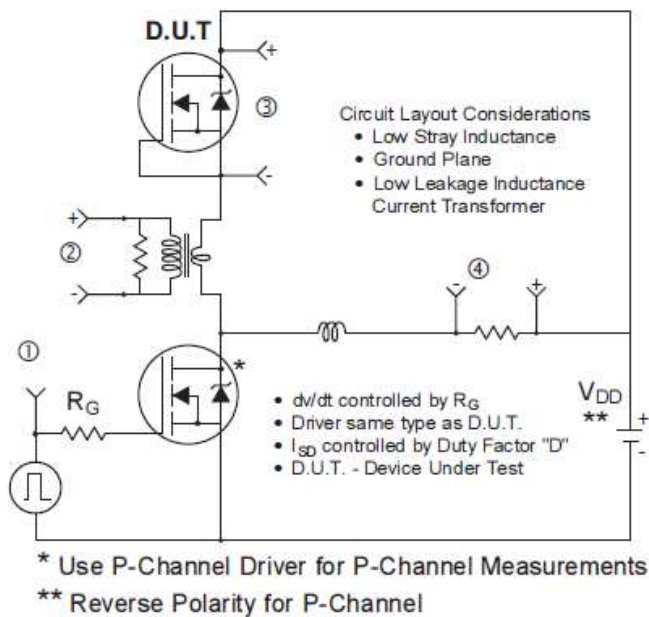 D.U.T
+
③
-
Circuit Layout Considerations
• Low Stray Inductance
• Ground Plane
• Low Leakage Inductance
Current Transformer
+
②
-
④
- +
①
RG
*
VDD
**
+
-
• dv/dt controlled by RG
• Driver same type as D.U.T.
• ISD controlled by Duty Factor "D"
• D.U.T. - Device Under Test
* Use P-Channel Driver for P-Channel Measurements
** Reverse Polarity for P-Channel